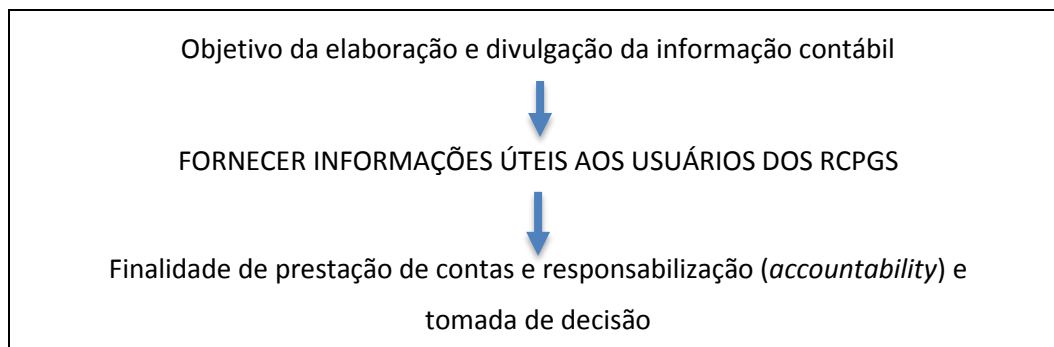 Objetivo da elaboração e divulgação da informação contábil
FORNECER INFORMAÇÕES ÚTEIS AOS USUÁRIOS DOS RCPGS
Finalidade de prestação de contas e responsabilização (accountability) e
tomada de decisão